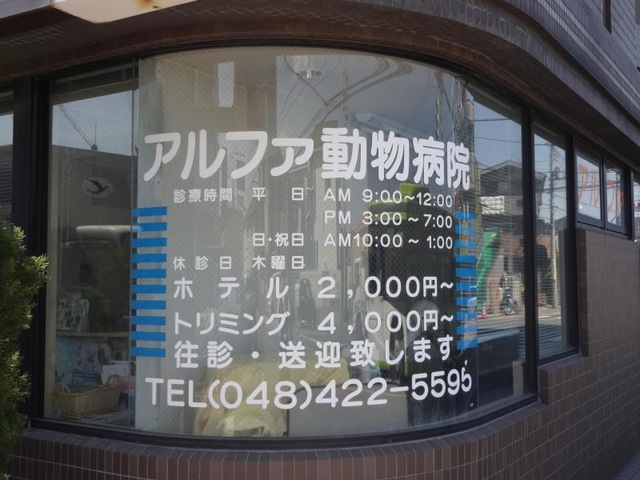 アルファ動物病院
診療時間 平 日 AM 9:00～12:00
PM 3:00～7:00
日・祝日 AM10:00～1:00
休診日 木曜日
ホテル 2,000円～
トリミング 4,000円～
往診・送迎致します
TEL(048)422-5595